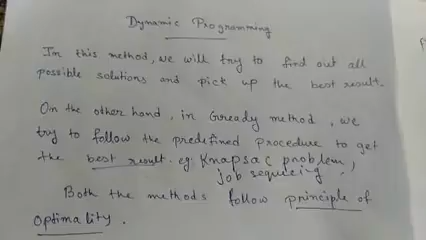 Dynamic Programming
In this method, we will try to find out all
possible solutions and pick up the best result.
On the other hand, in Gready method, we
try to follow the predefined procedure to get
the best result. eg. Knapsac problem,
job sequcing.
Both the methods follow principle of
optimality.